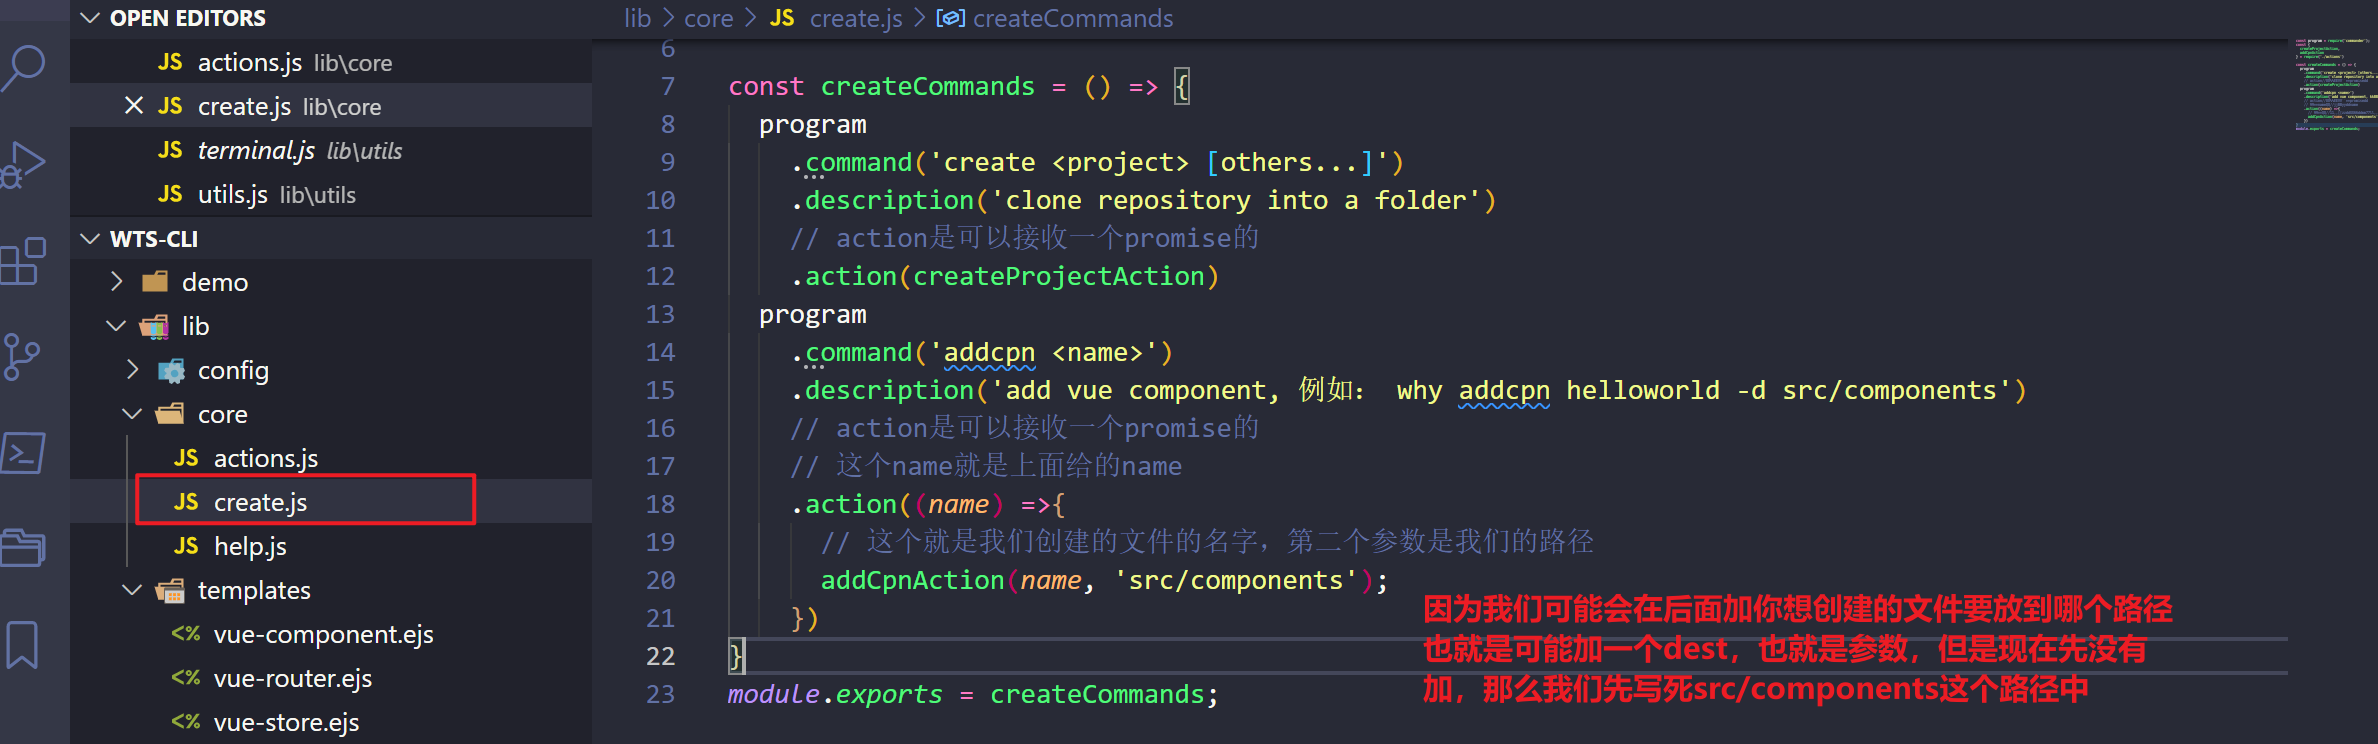 OPEN EDITORS
JS actions.js lib\core
JS create.js lib\core
JS terminal.js lib\utils
JS utils.js lib\utils
WTS-CLI
demo
lib
config
core
JS actions.js
JS create.js
JS help.js
templates
<% vue-component.ejs
<% vue-router.ejs
<% vue-store.ejs
lib > core > JS create.js > createCommands
6
7 const createCommands = () => {
8 program
9 .command('create <project> [others...]')
10 .description('clone repository into a folder')
11 // action是可以接收一个promise的
12 .action(createProjectAction)
13 program
14 .command('addcpn <name>')
15 .description('add vue component, 例如： why addcpn helloworld -d src/components')
16 // action是可以接收一个promise的
17 // 这个name就是上面给的name
18 .action((name) =>{
19 // 这个就是我们创建的文件的名字，第二个参数是我们的路径
20 addCpnAction(name, 'src/components');
21 })
22 }
23 module.exports = createCommands;
因为我们可能会在后面加你想创建的文件要放到哪个路径
也就是可能加一个dest，也就是参数，但是现在先没有
加，那么我们先写死src/components这个路径中